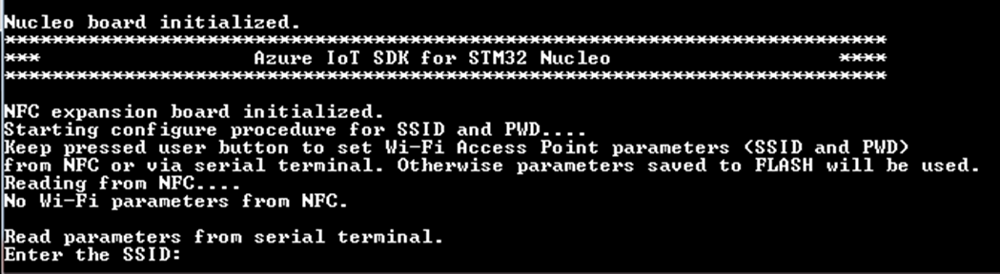 Nucleo board initialized.
**************************************************************************
***                  Azure IoT SDK for STM32 Nucleo                   ****
**************************************************************************
NFC expansion board initialized.
Starting configure procedure for SSID and PWD....
Keep pressed user button to set Wi-Fi Access Point parameters (SSID and PWD)
from NFC or via serial terminal. Otherwise parameters saved to FLASH will be used.
Reading from NFC....
No Wi-Fi parameters from NFC.
Read parameters from serial terminal.
Enter the SSID: